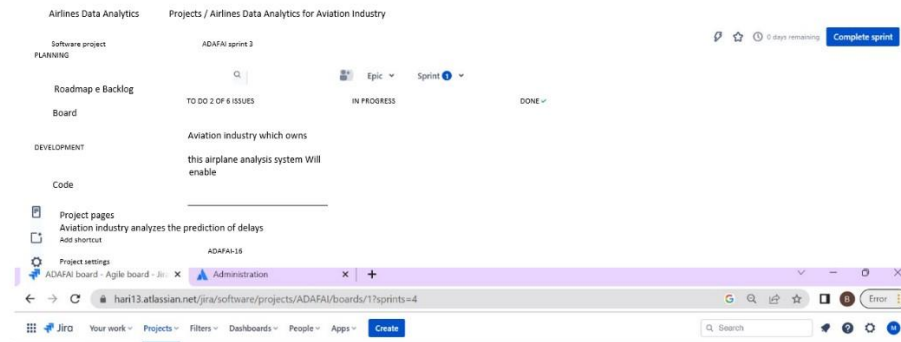 Airlines Data Analytics
Projects / Airlines Data Analytics for Aviation Industry
Software project
ADAFAI sprint 3
0 days remaining
Complete sprint
PLANNING
Epic
Sprint 1
Roadmap e Backlog
TO DO 2 OF 6 ISSUES
IN PROGRESS
DONE
Board
Aviation industry which owns
DEVELOPMENT
this airplane analysis system Will
enable
Code
Project pages
Aviation industry analyzes the prediction of delays
Add shortcut
ADAFAI-16
Project settings
ADAFAI board - Agile board - Jir
Administration
hari13.atlassian.net/jira/software/projects/ADAFAI/boards/1?sprints=4
G
B
Error
Jira
Your work
Projects
Filters
Dashboards
People
Apps
Create
Search
M